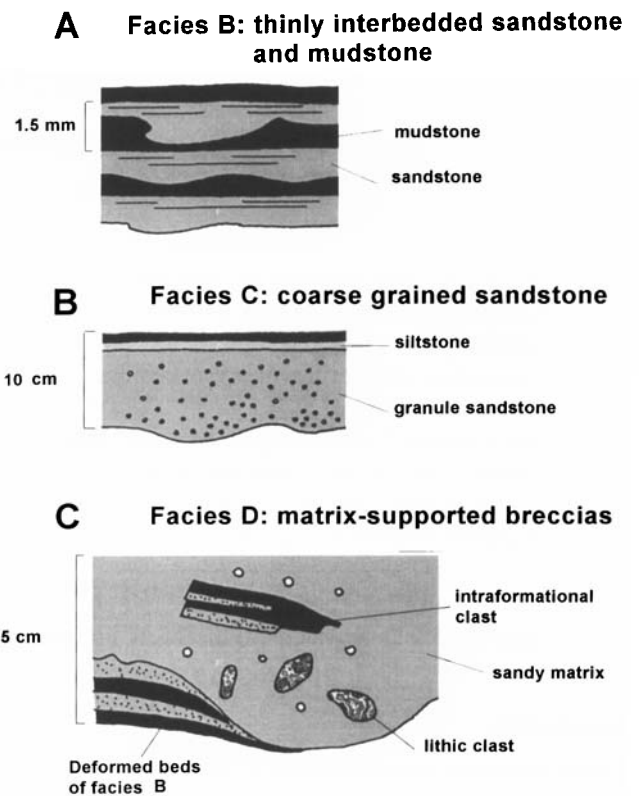 A
Facies B: thinly interbedded sandstone
and mudstone
1.5 mm
mudstone
sandstone
B
Facies C: coarse grained sandstone
siltstone
10 cm
granule sandstone
C
Facies D: matrix-supported breccias
intraformational
clast
5 cm
sandy matrix
lithic clast
Deformed beds
of facies B